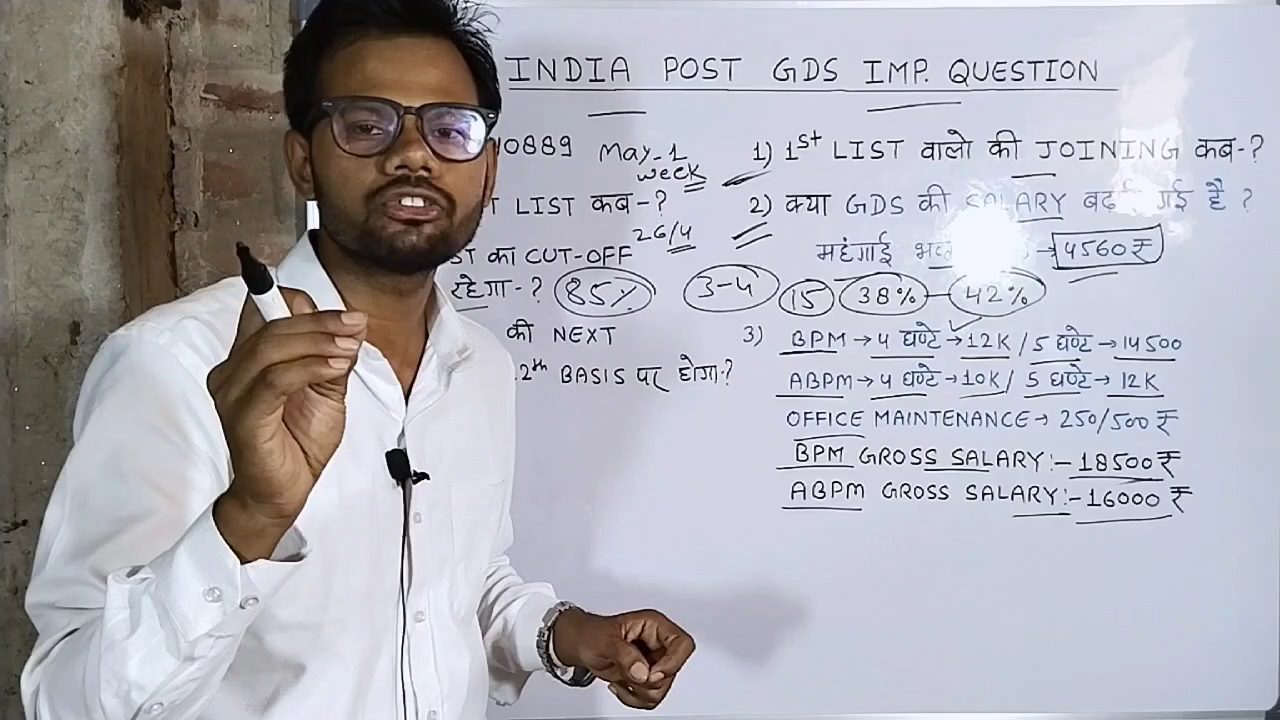 INDIA POST GDS IMP. QUESTION
10889 May-1
week
LIST कब-?
26/4
ST का CUT-OFF
रहेगा-? 85% 3-4
की NEXT
2th BASIS पर होगा?
1) 1st LIST वालो की JOINING कब-?
2) क्या GDS की SALARY बढ़ गई है ?
महंगाई → 4560₹
15 38% - 42%
3) BPM → 4 घण्टे → 12K / 5 घण्टे → 14500
ABPM → 4 घण्टे → 10K / 5 घण्टे → 12K
OFFICE MAINTENANCE → 250/500 ₹
BPM GROSS SALARY:- 18500 ₹
ABPM GROSS SALARY:- 16000 ₹